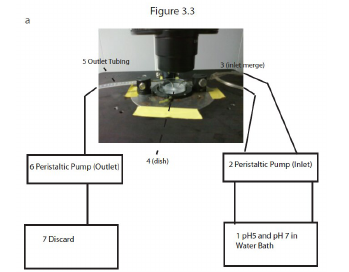 Figure 3.3
a
5 Outlet Tubing
3 (inlet merge)
4 (dish)
6 Peristaltic Pump (Outlet)
2 Peristaltic Pump (Inlet)
7 Discard
1 pH5 and pH 7 in
Water Bath